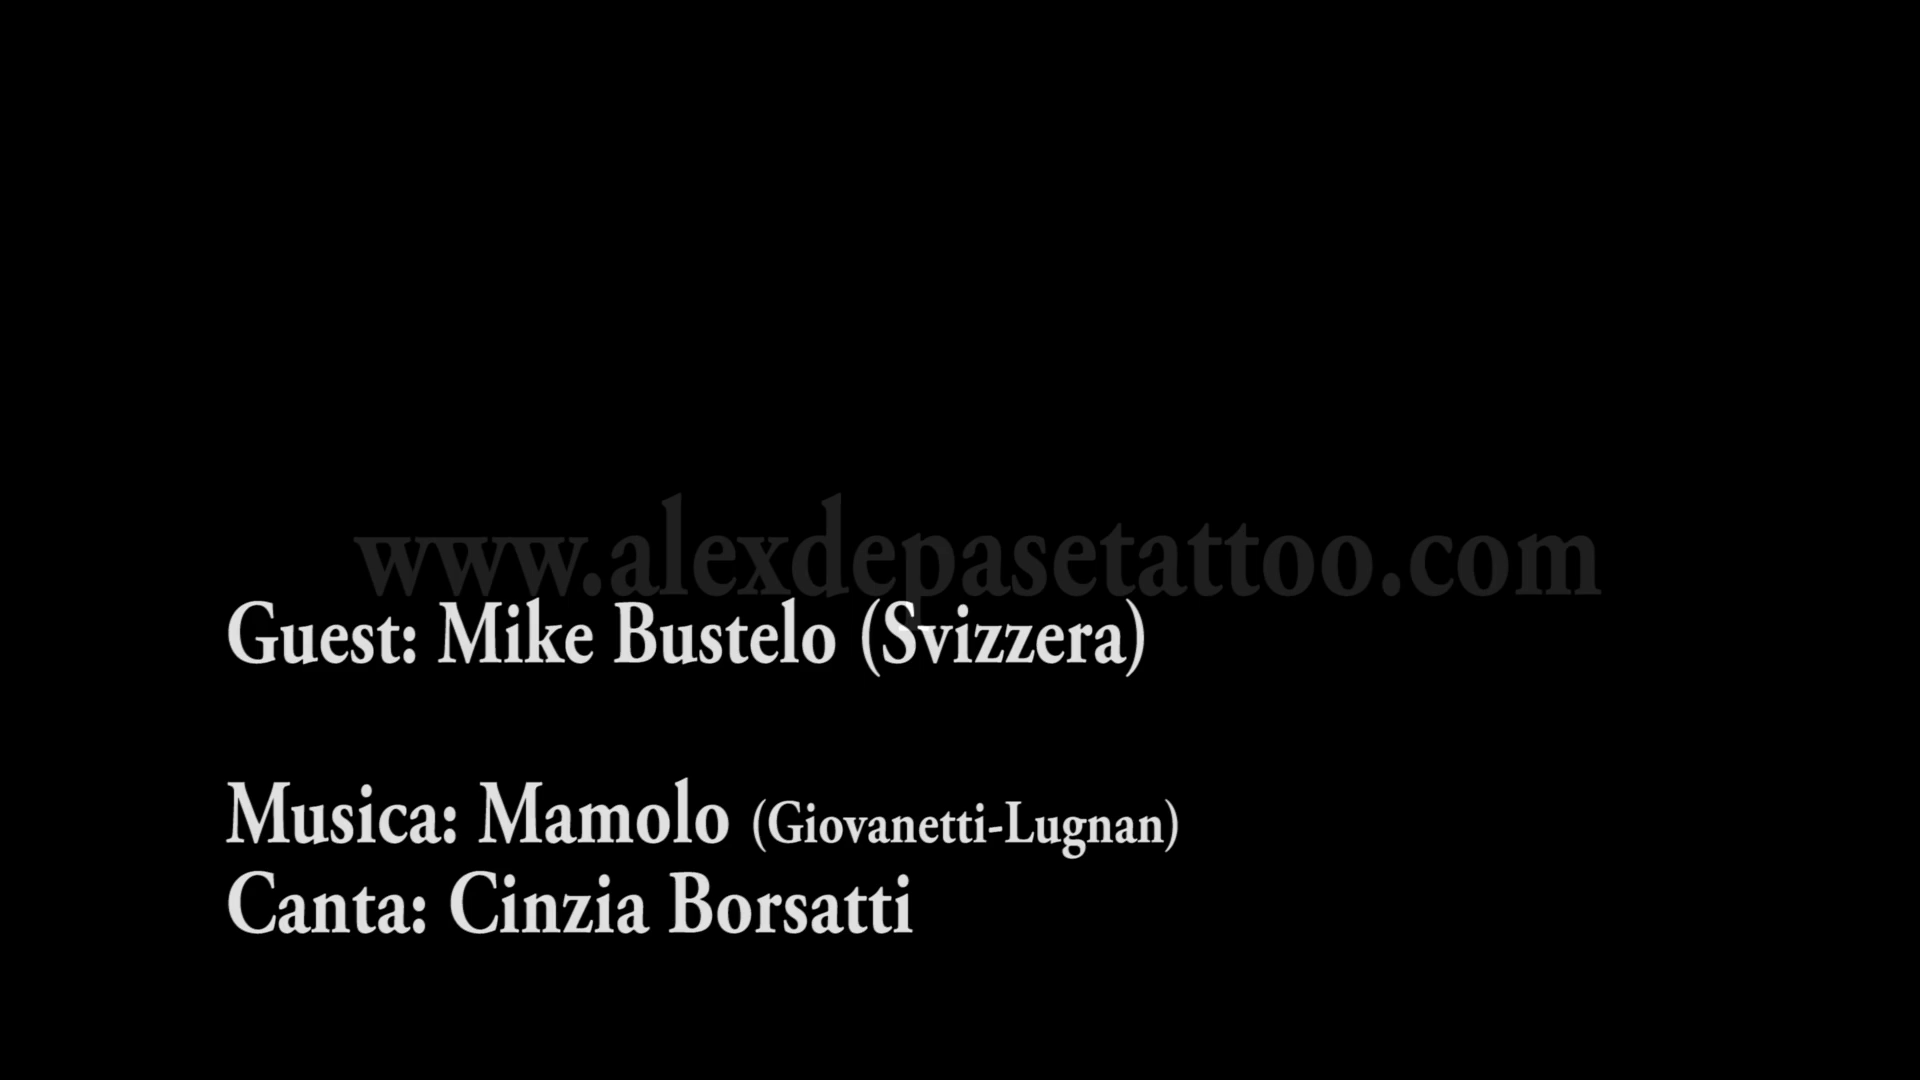 www.alexdepasetattoo.com
Guest: Mike Bustelo (Svizzera)
Musica: Mamolo (Giovanetti-Lugnan)
Canta: Cinzia Borsatti